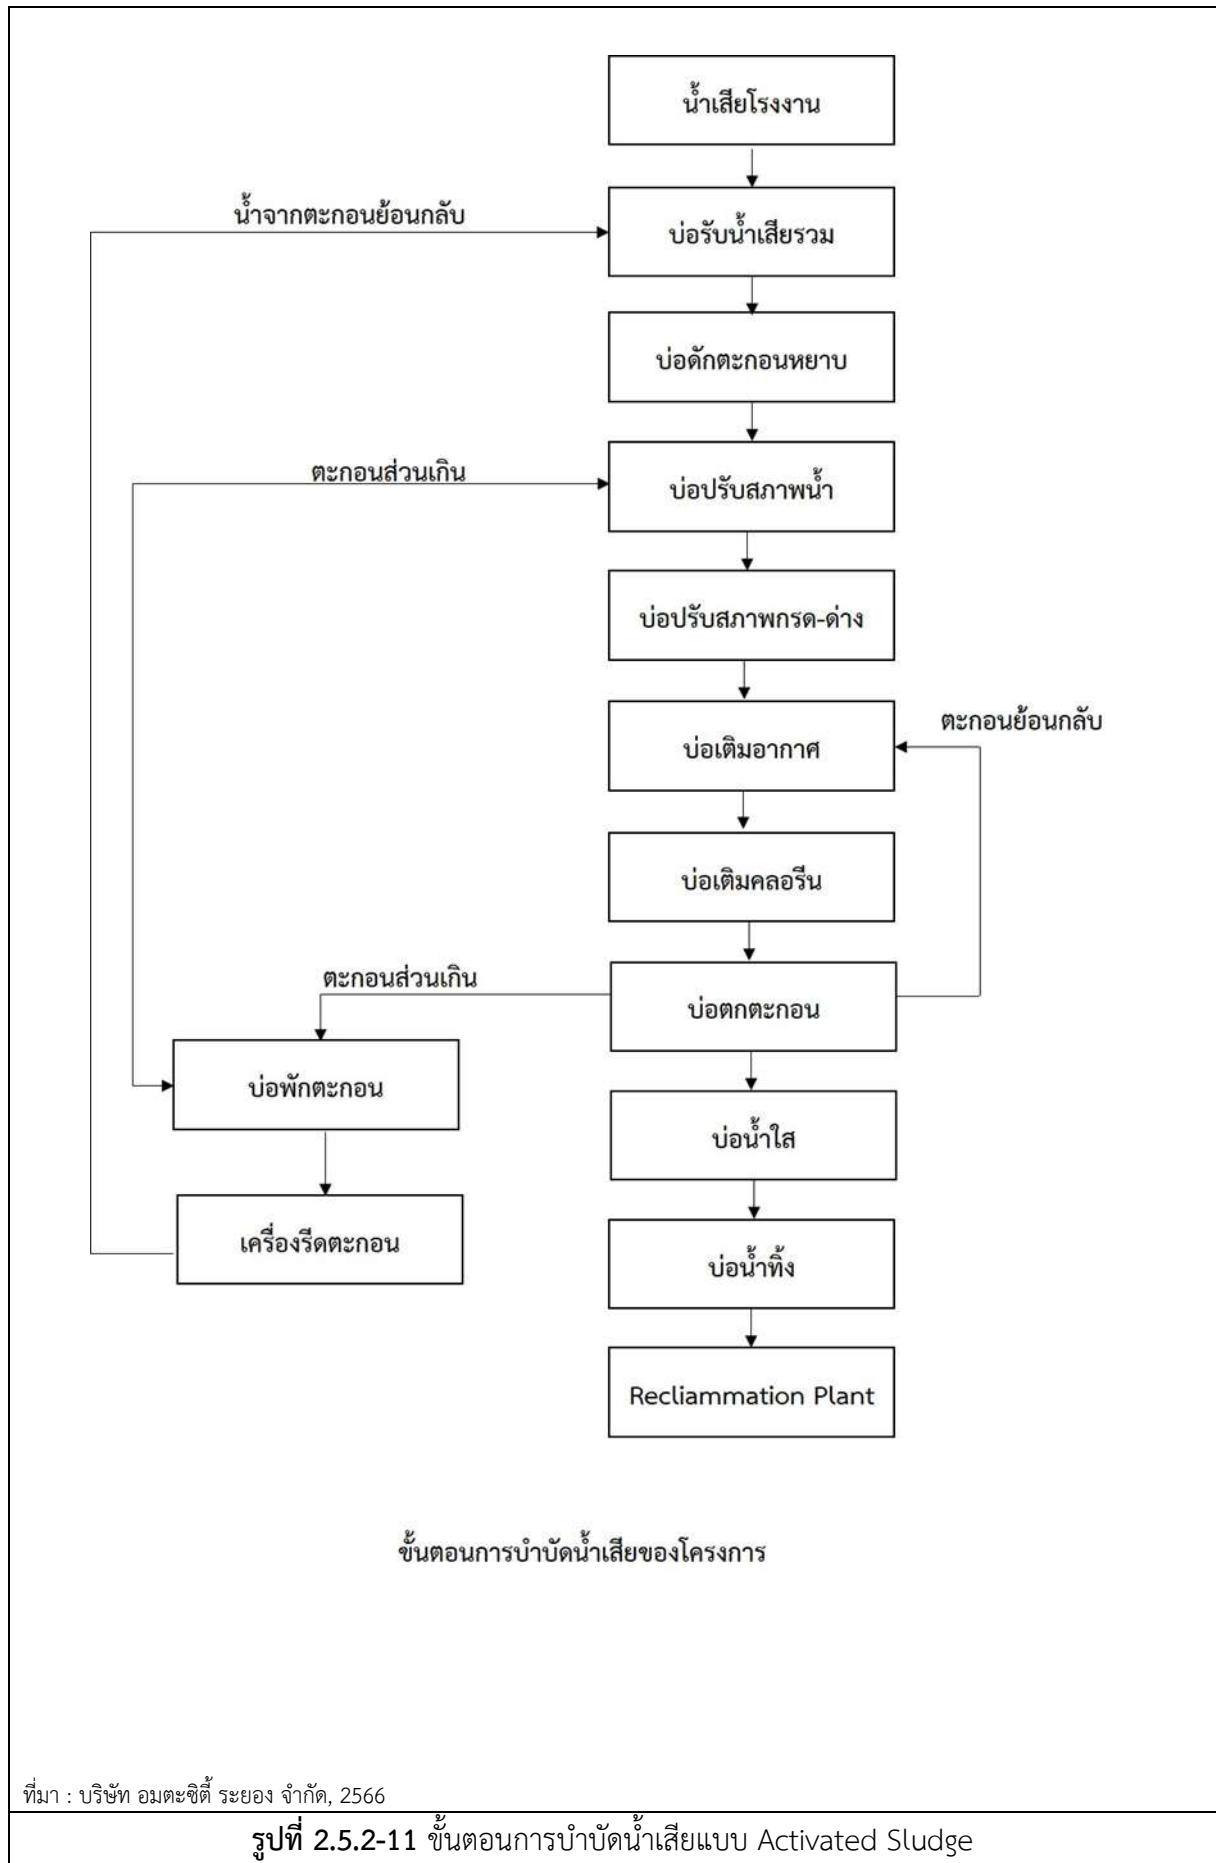 น้ำเสียโรงงาน
น้ำจากตะกอนย้อนกลับ
บ่อรับน้ำเสียรวม
บ่อดักตะกอนหยาบ
ตะกอนส่วนเกิน
บ่อปรับสภาพน้ำ
บ่อปรับสภาพกรด-ด่าง
ตะกอนย้อนกลับ
บ่อเติมอากาศ
บ่อเติมคลอรีน
ตะกอนส่วนเกิน
บ่อตกตะกอน
บ่อพักตะกอน
บ่อน้ำใส
เครื่องรีดตะกอน
บ่อน้ำทิ้ง
Recliammation Plant
ขั้นตอนการบำบัดน้ำเสียของโครงการ
ที่มา : บริษัท อมตะซิตี้ ระยอง จำกัด, 2566
รูปที่ 2.5.2-11 ขั้นตอนการบำบัดน้ำเสียแบบ Activated Sludge